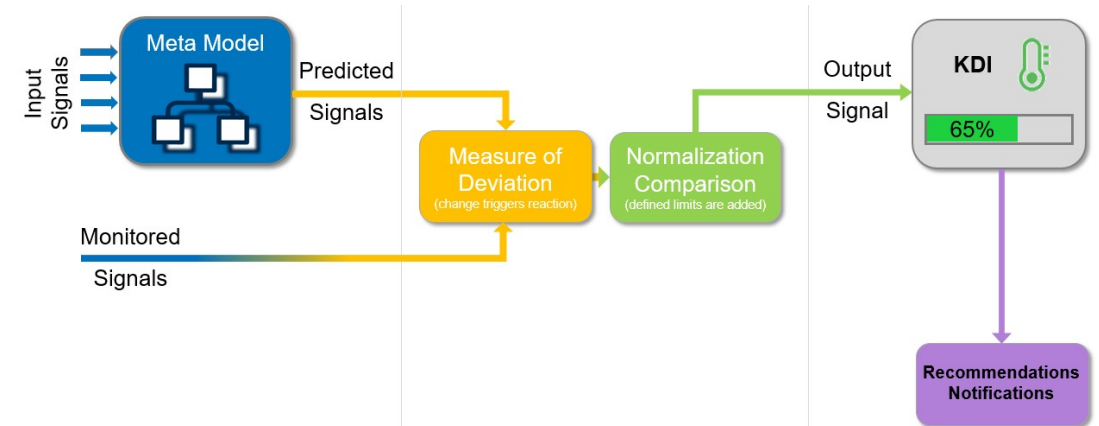 Input
Signals
Meta Model
Predicted
Signals
Monitored
Signals
Measure of
Deviation
(change triggers reaction)
Normalization
Comparison
(defined limits are added)
Output
Signal
KDI
65%
Recommendations
Notifications